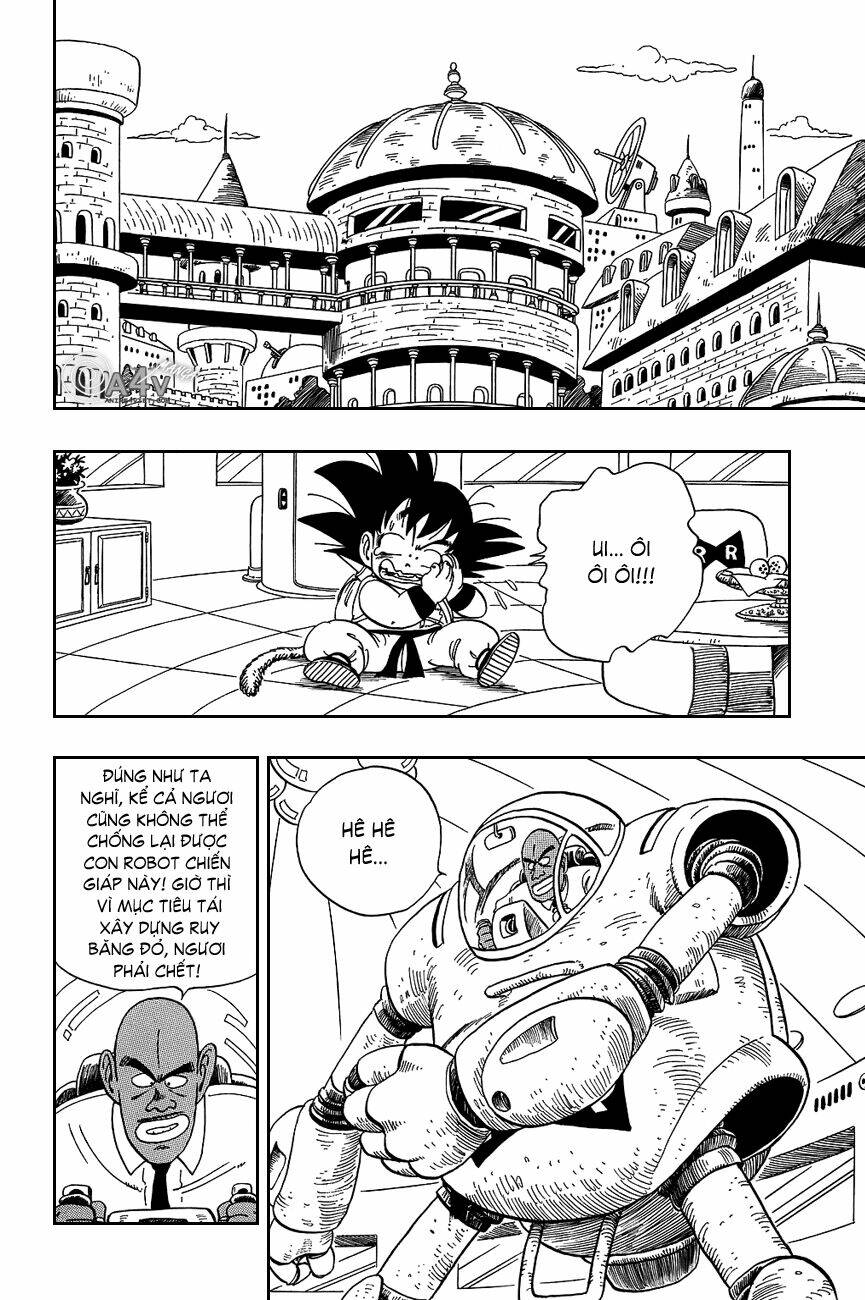 A4V
UI... ÔI
ÔI ÔI!!!
R
R
HÊ HÊ
HÊ...
ĐÚNG NHƯ TA
NGHĨ, KỂ CẢ NGƯƠI
CŨNG KHÔNG THỂ
CHỐNG LẠI ĐƯỢC
CON ROBOT CHIẾN
GIÁP NÀY! GIỜ THÌ
VÌ MỤC TIÊU TÁI
XÂY DỰNG RUY
BĂNG ĐỎ, NGƯƠI
PHẢI CHẾT!